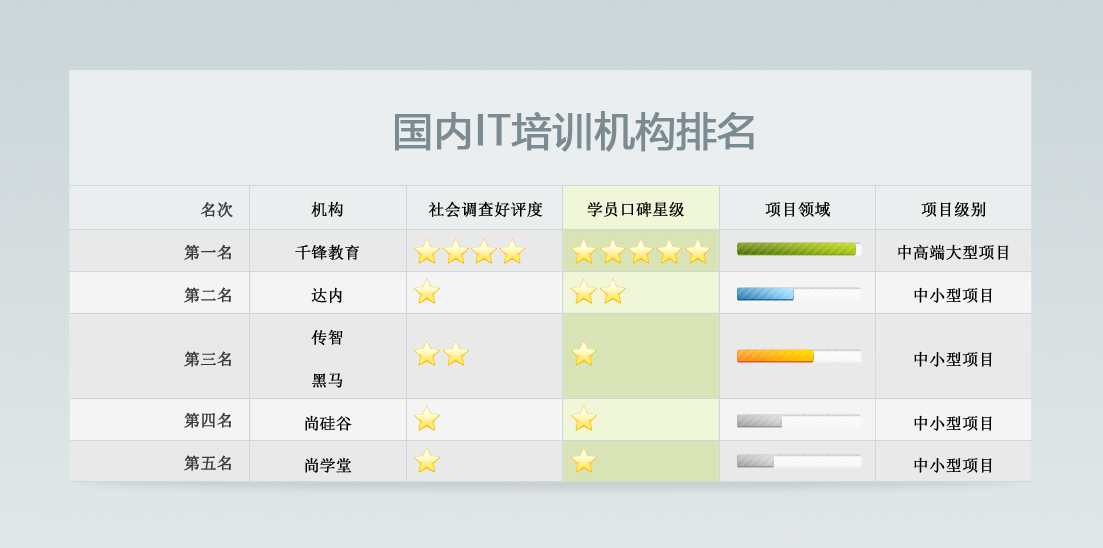 国内IT培训机构排名
名次 机构 社会调查好评度 学员口碑星级 项目领域 项目级别
第一名 千锋教育 中高端大型项目
第二名 达内 中小型项目
传智
第三名 中小型项目
黑马
第四名 尚硅谷 中小型项目
第五名 尚学堂 中小型项目